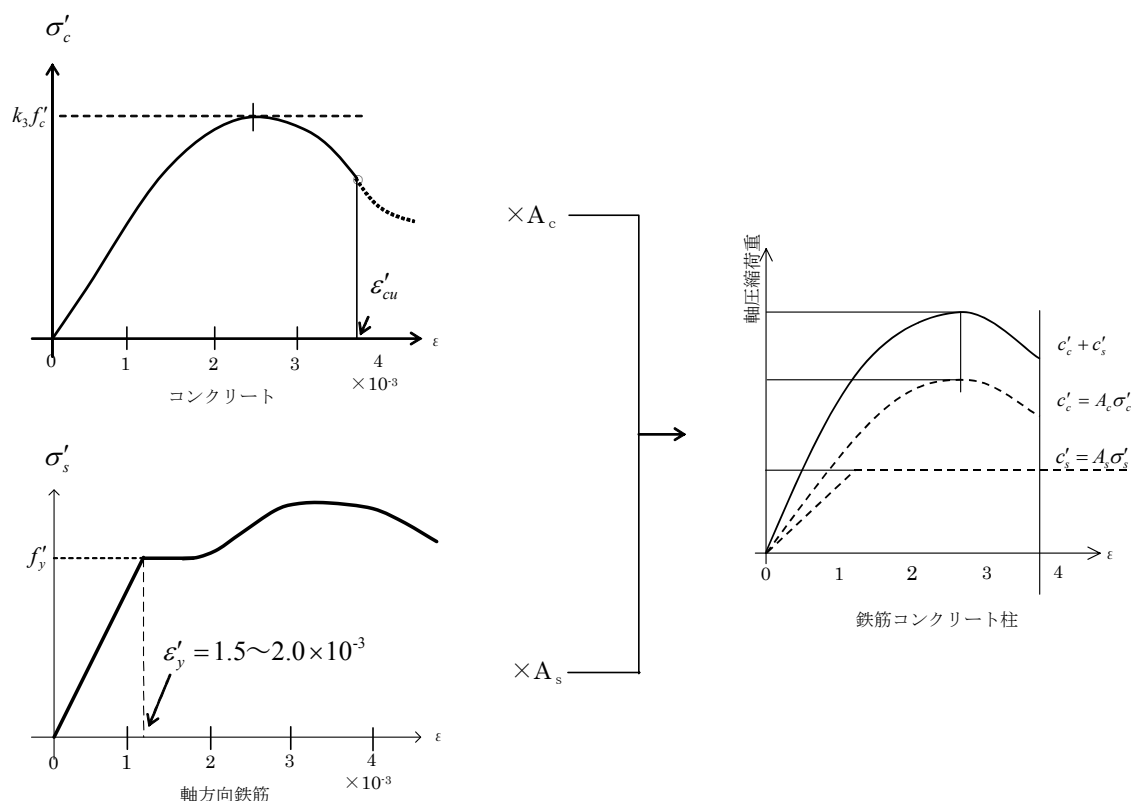 σ′c
k₃f′c
ε′cu
ε
0 1 2 3 4
×10⁻³
コンクリート
σ′s
f′y
ε′y = 1.5～2.0×10⁻³
ε
0 1 2 3 4
×10⁻³
軸方向鉄筋
×Ac
×As
軸圧縮荷重
c′c + c′s
c′c = Acσ′c
c′s = Asσ′s
ε
0 1 2 3 4
鉄筋コンクリート柱